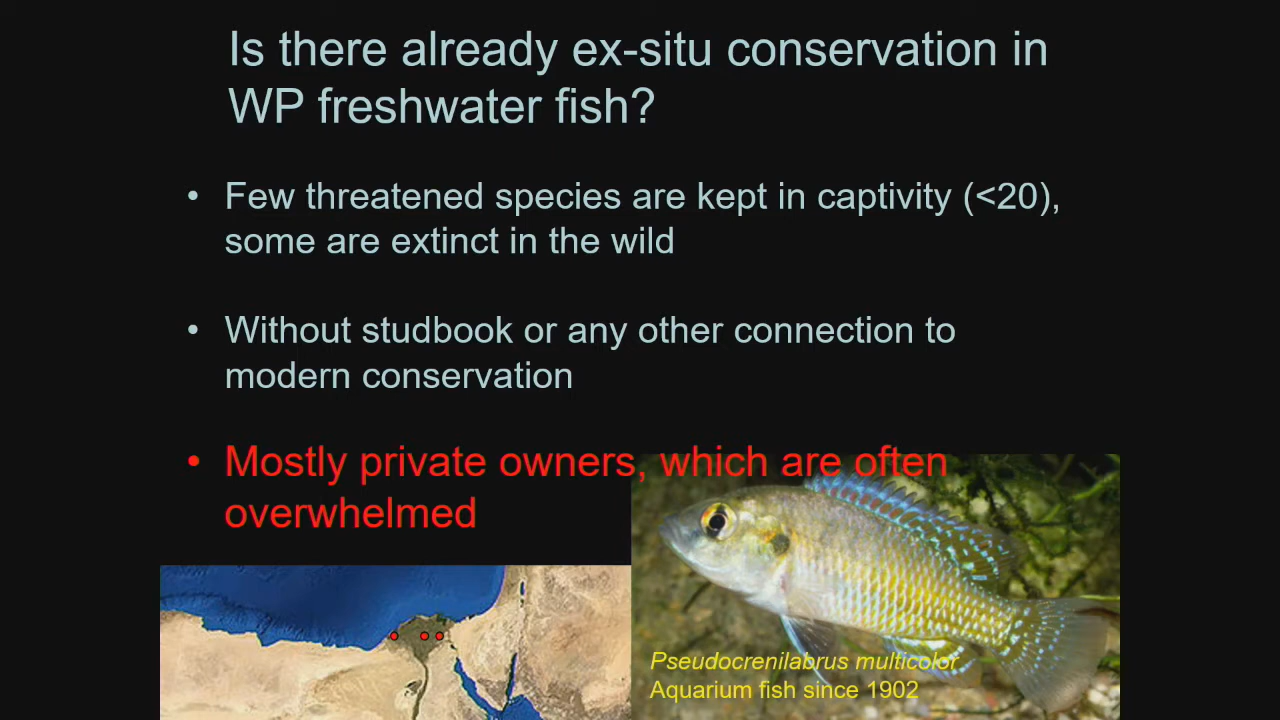 Is there already ex-situ conservation in
WP freshwater fish?
• Few threatened species are kept in captivity (<20),
some are extinct in the wild
• Without studbook or any other connection to
modern conservation
• Mostly private owners, which are often
overwhelmed
Pseudocrenilabrus multicolor
Aquarium fish since 1902